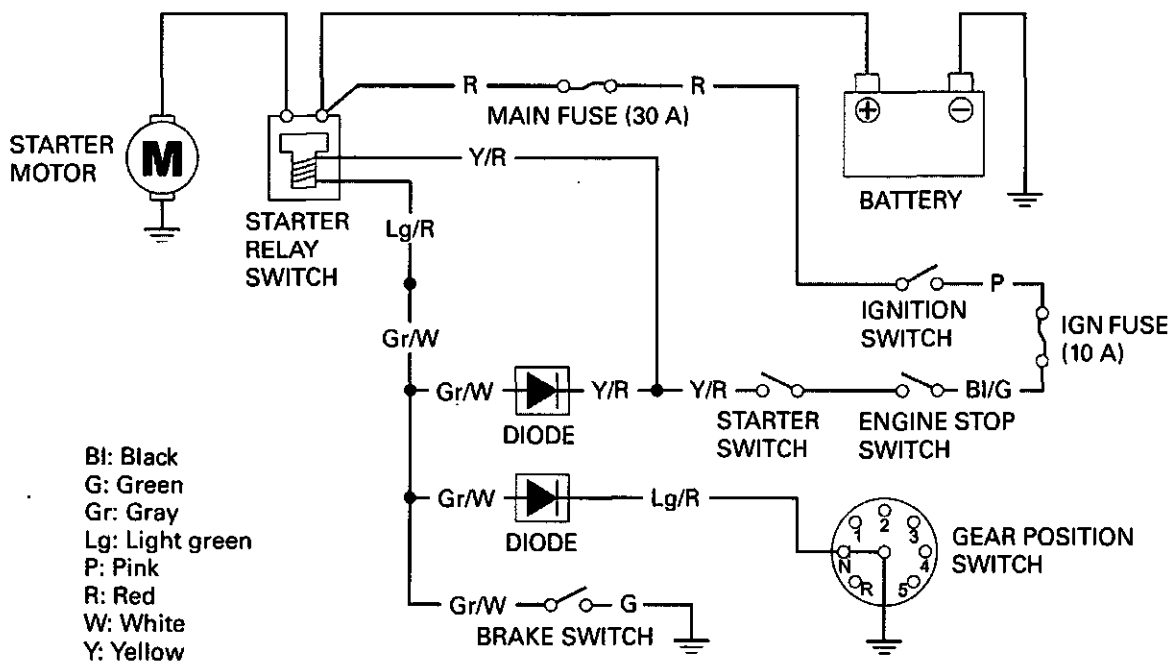 R
R
MAIN FUSE (30 A)
STARTER
MOTOR
M
+
−
Y/R
BATTERY
STARTER
RELAY
SWITCH
Lg/R
IGNITION
SWITCH
P
IGN FUSE
(10 A)
Gr/W
Gr/W
DIODE
Y/R
Y/R
STARTER
SWITCH
ENGINE STOP
SWITCH
Bl/G
Gr/W
DIODE
Lg/R
1
2
3
4
5
N
R
GEAR POSITION
SWITCH
Gr/W
G
BRAKE SWITCH
Bl: Black
G: Green
Gr: Gray
Lg: Light green
P: Pink
R: Red
W: White
Y: Yellow